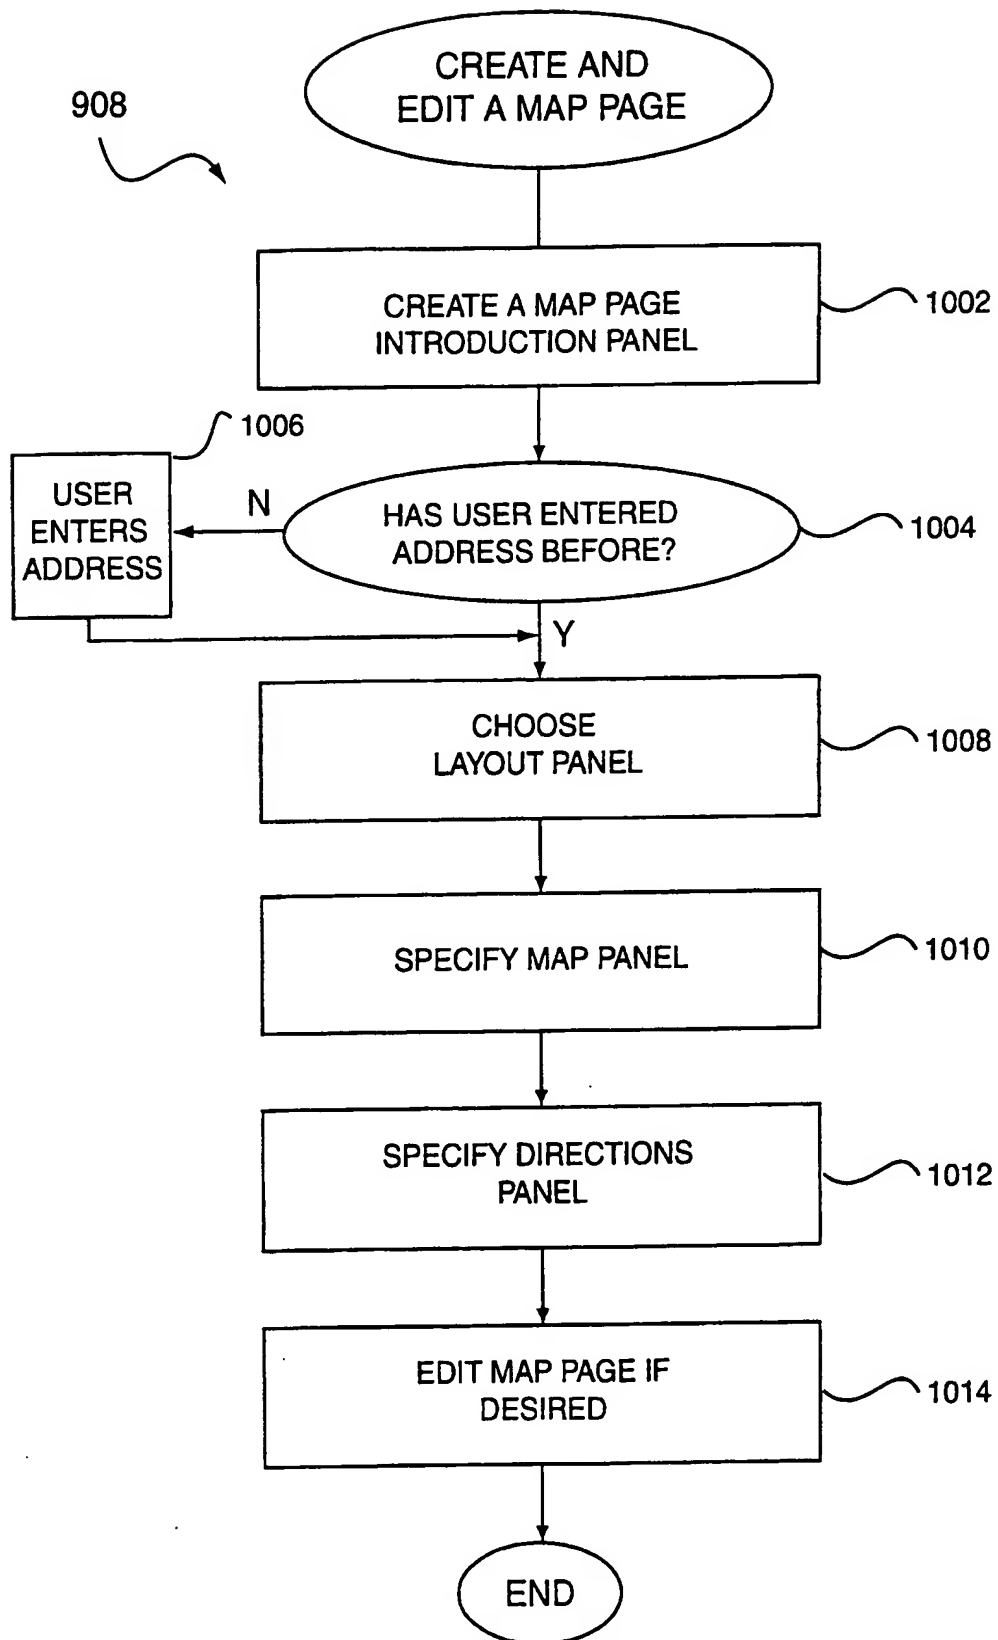 CREATE AND
EDIT A MAP PAGE
908
CREATE A MAP PAGE
INTRODUCTION PANEL
1002
1006
USER
ENTERS
ADDRESS
N
HAS USER ENTERED
ADDRESS BEFORE?
1004
Y
CHOOSE
LAYOUT PANEL
1008
SPECIFY MAP PANEL
1010
SPECIFY DIRECTIONS
PANEL
1012
EDIT MAP PAGE IF
DESIRED
1014
END